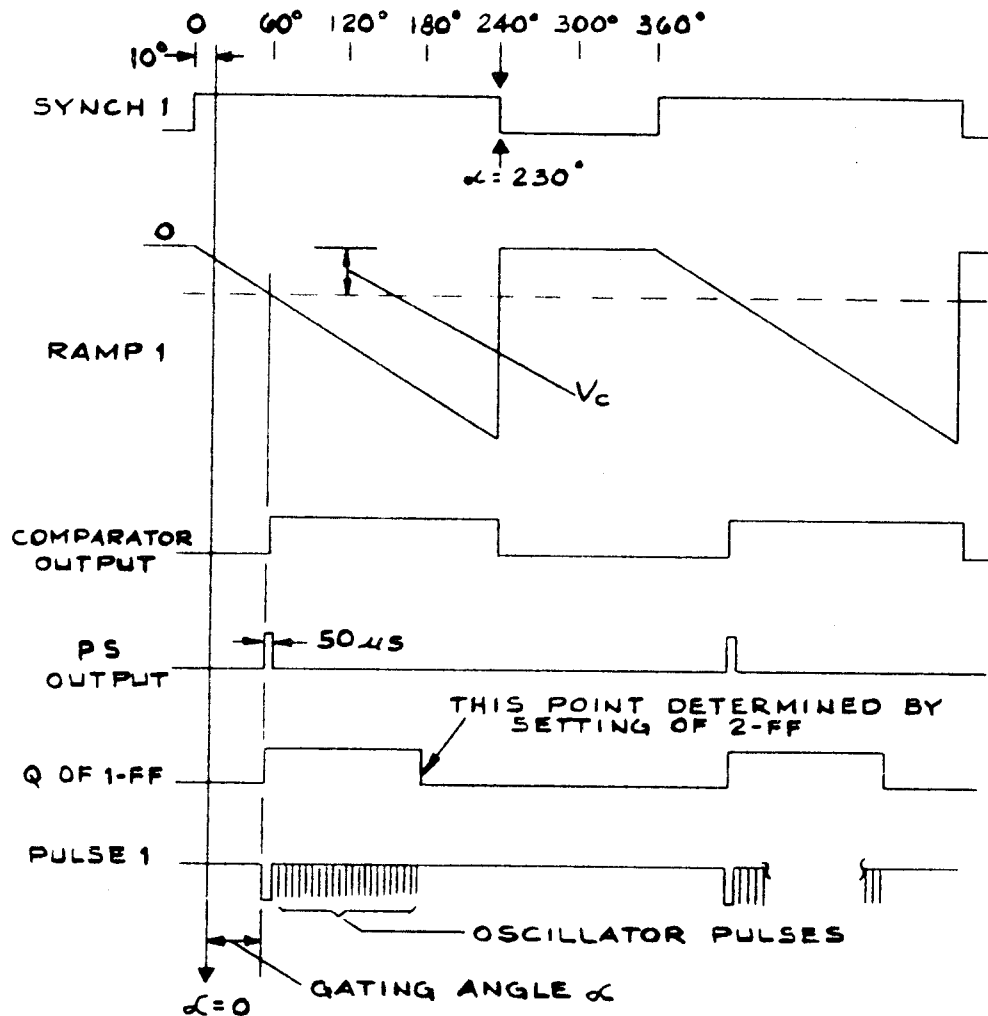 0 60° 120° 180° 240° 300° 360°
10°
SYNCH 1
α = 230°
0
RAMP 1
Vc
COMPARATOR
OUTPUT
PS
OUTPUT
50 μs
THIS POINT DETERMINED BY
SETTING OF 2-FF
Q OF 1-FF
PULSE 1
OSCILLATOR PULSES
GATING ANGLE α
α=0